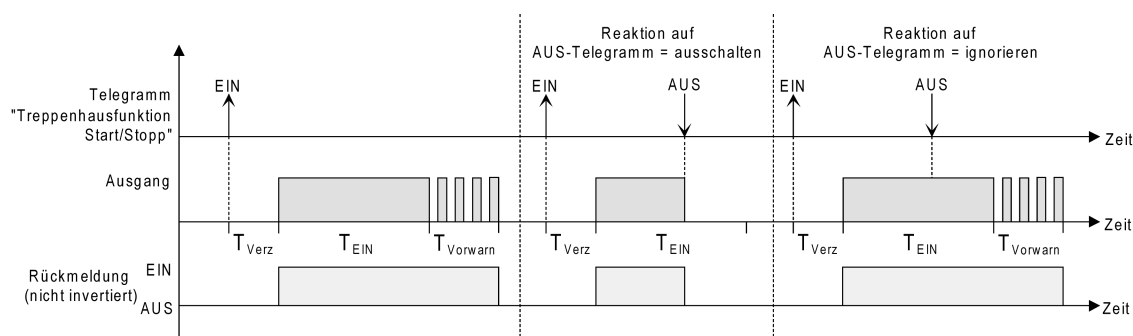 Reaktion auf
AUS-Telegramm = ausschalten
Reaktion auf
AUS-Telegramm = ignorieren
Telegramm
"Treppenhausfunktion
Start/Stopp"
EIN
EIN
AUS
EIN
AUS
Zeit
Ausgang
Zeit
T Verz
T EIN
T Vorwarn
T Verz
T EIN
T Verz
T EIN
T Vorwarn
Rückmeldung
(nicht invertiert)
EIN
AUS
Zeit